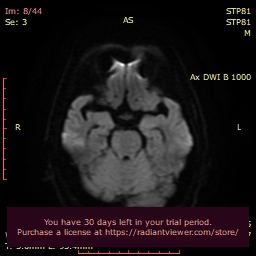 Im: 8/44
STP81
Se: 3
AS
STP81
M
Ax DWI B 1000
R
L
You have 30 days left in your trial period.
Purchase a license at https://radiantviewer.com/store/